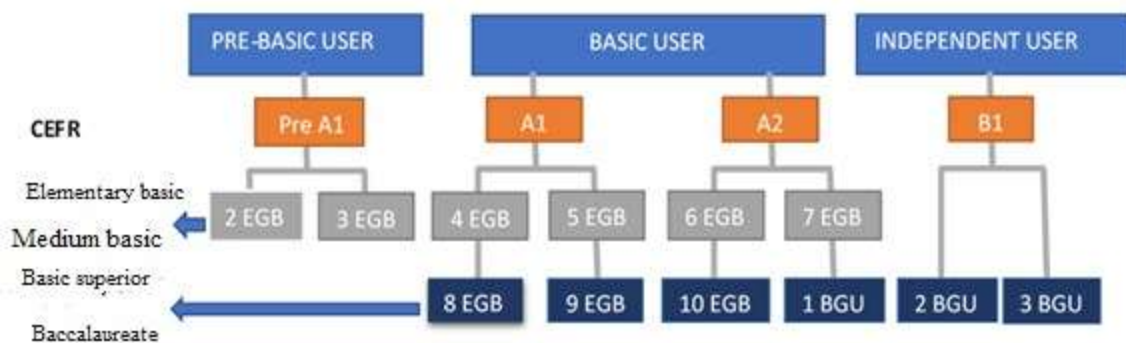 PRE-BASIC USER BASIC USER INDEPENDENT USER
CEFR Pre A1 A1 A2 B1
Elementary basic
2 EGB 3 EGB 4 EGB 5 EGB 6 EGB 7 EGB
Medium basic
Basic superior
8 EGB 9 EGB 10 EGB 1 BGU 2 BGU 3 BGU
Baccalaureate